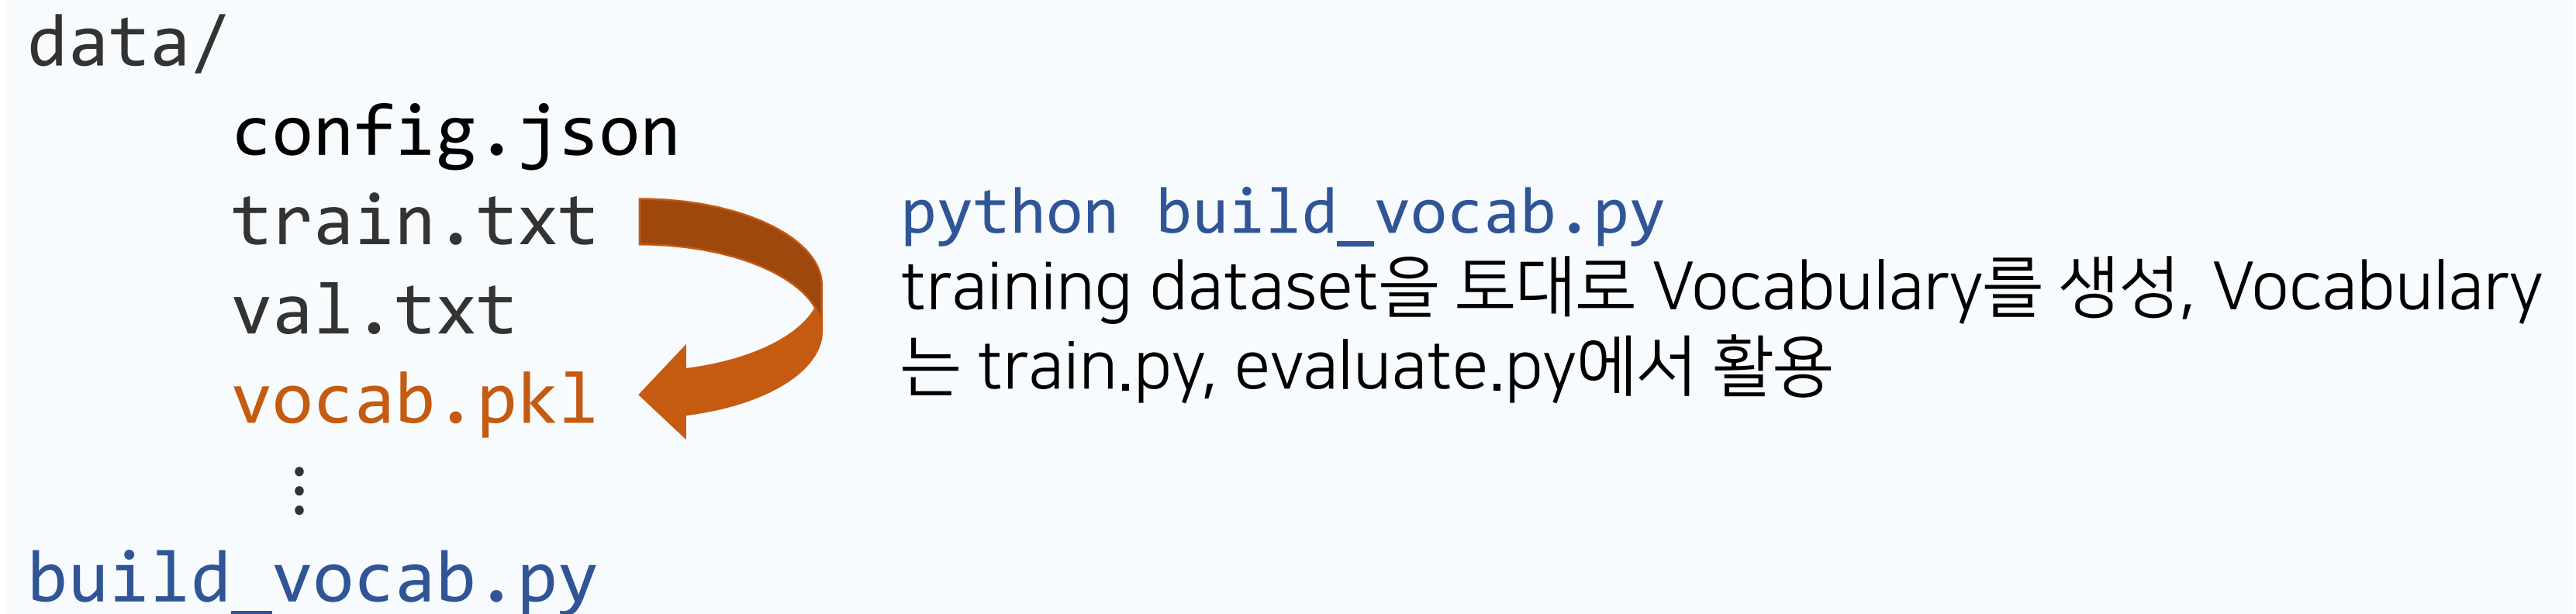 data/
config.json
train.txt
val.txt
vocab.pkl
⋮
build_vocab.py
python build_vocab.py
training dataset을 토대로 Vocabulary를 생성, Vocabulary
는 train.py, evaluate.py에서 활용